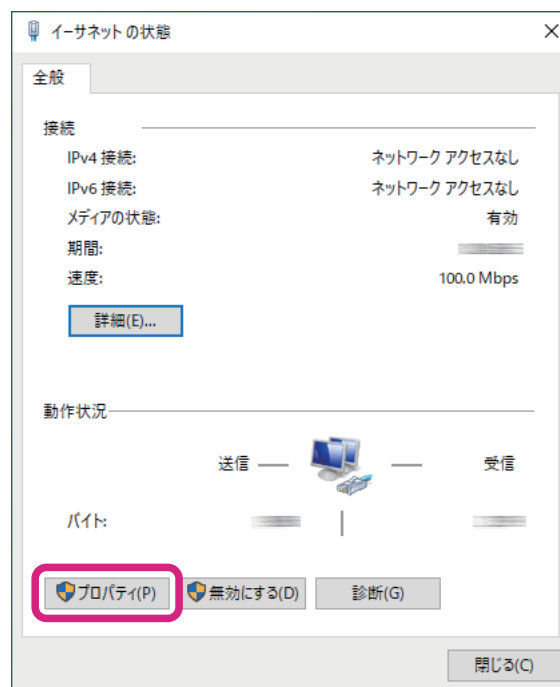 イーサネットの状態
全般
接続
IPv4 接続: ネットワーク アクセスなし
IPv6 接続: ネットワーク アクセスなし
メディアの状態: 有効
期間:
速度: 100.0 Mbps
詳細(E)...
動作状況
送信 受信
バイト:
プロパティ(P) 無効にする(D) 診断(G)
閉じる(C)